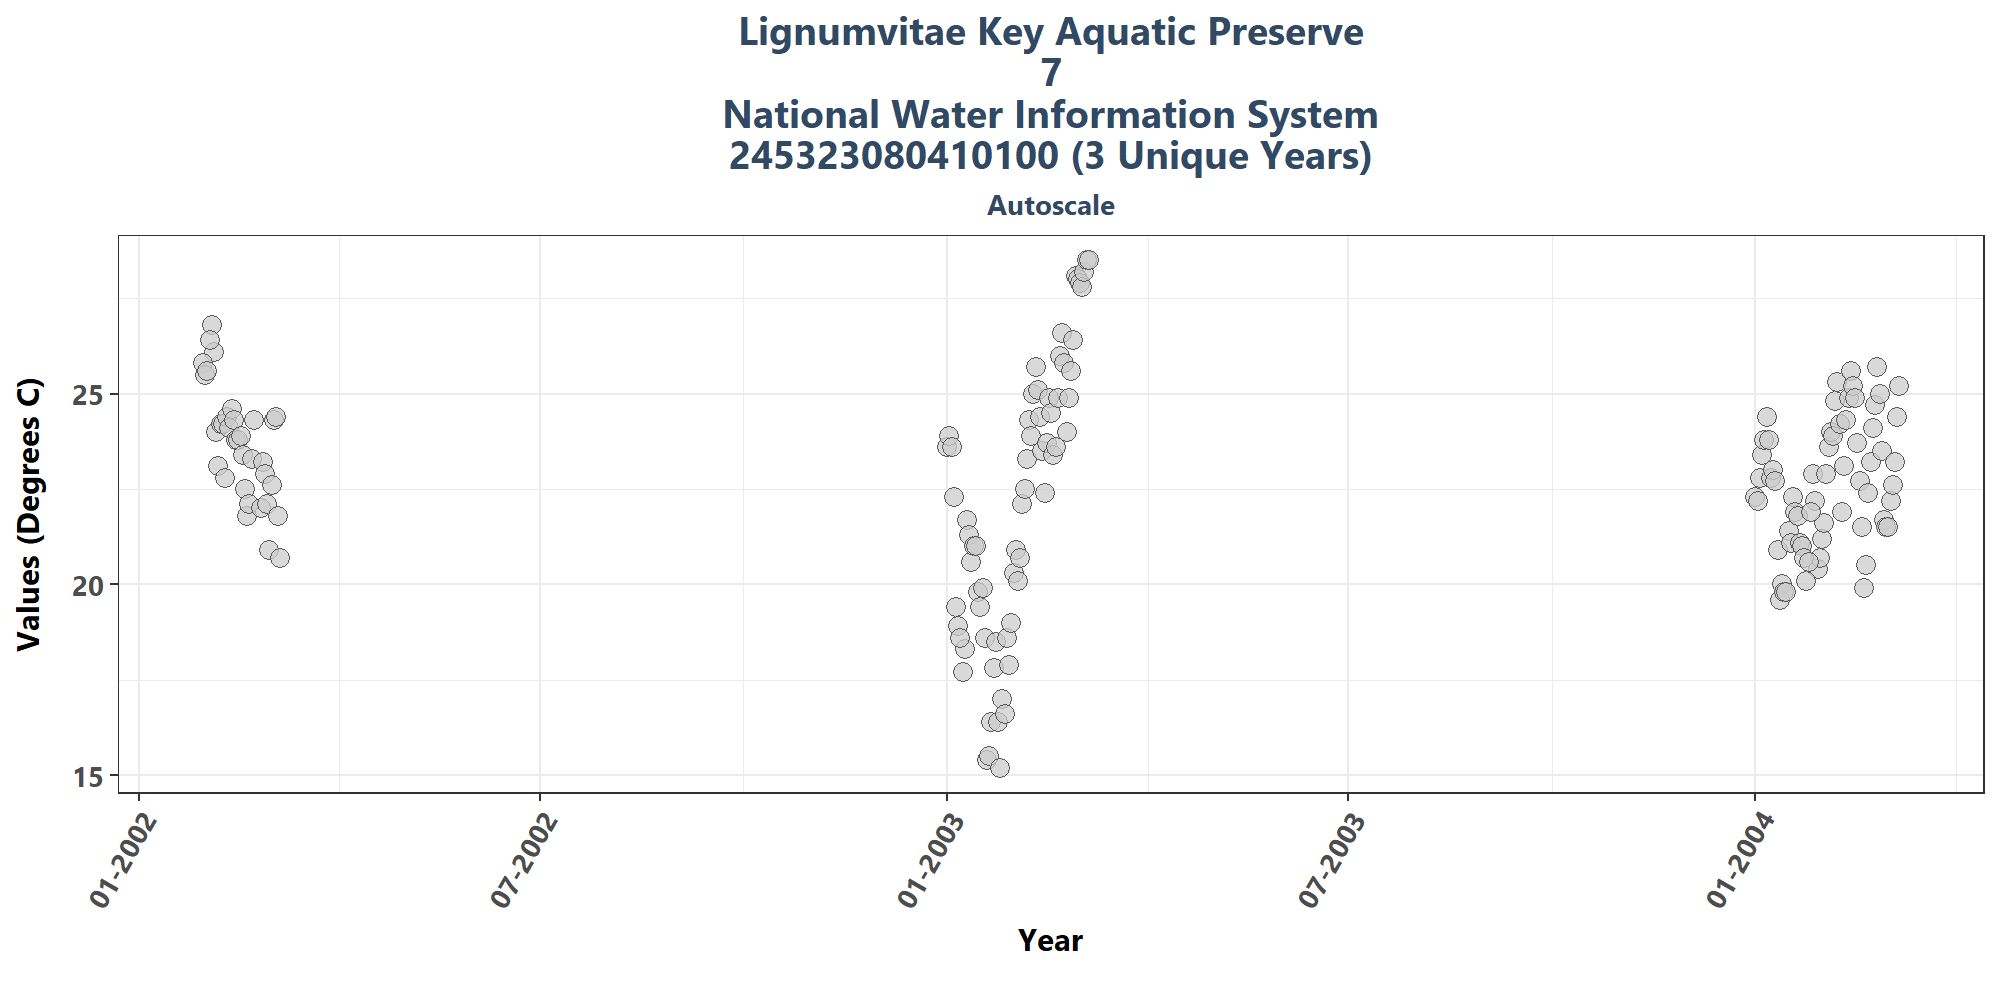 Lignumvitae Key Aquatic Preserve
7
National Water Information System
245323080410100 (3 Unique Years)
Autoscale
Values (Degrees C)
25
20
15
01-2002
07-2002
01-2003
07-2003
01-2004
Year